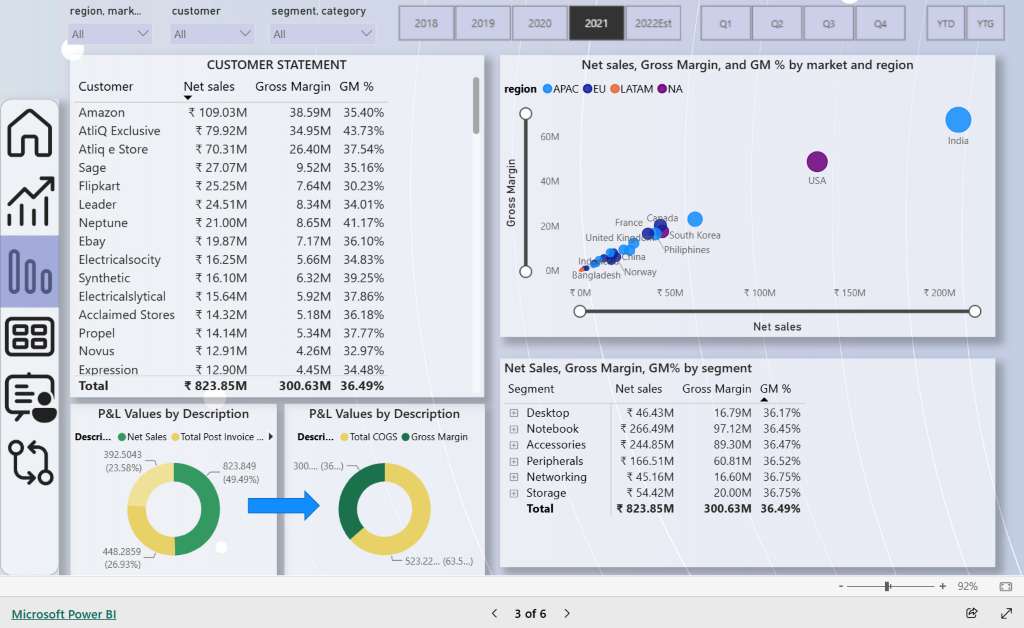 region, mark... customer segment, category
All All All
2018 2019 2020 2021 2022Est Q1 Q2 Q3 Q4 YTD YTG
CUSTOMER STATEMENT
Customer Net sales Gross Margin GM %
Amazon ₹ 109.03M 38.59M 35.40%
AtliQ Exclusive ₹ 79.92M 34.95M 43.73%
Atliq e Store ₹ 70.31M 26.40M 37.54%
Sage ₹ 27.07M 9.52M 35.16%
Flipkart ₹ 25.25M 7.64M 30.23%
Leader ₹ 24.51M 8.34M 34.01%
Neptune ₹ 21.00M 8.65M 41.17%
Ebay ₹ 19.87M 7.17M 36.10%
Electricalsocity ₹ 16.25M 5.66M 34.83%
Synthetic ₹ 16.10M 6.32M 39.25%
Electricalslytical ₹ 15.64M 5.92M 37.86%
Acclaimed Stores ₹ 14.32M 5.18M 36.18%
Propel ₹ 14.14M 5.34M 37.77%
Novus ₹ 12.91M 4.26M 32.97%
Expression ₹ 12.90M 4.45M 34.48%
Total ₹ 823.85M 300.63M 36.49%
Net sales, Gross Margin, and GM % by market and region
region APAC EU LATAM NA
Gross Margin
60M
40M
20M
0M
India
USA
France Canada
United Kingdom South Korea
Philiphines
China
Bangladesh Norway
₹ 0M ₹ 50M ₹ 100M ₹ 150M ₹ 200M
Net sales
P&L Values by Description
Descri... Net Sales Total Post Invoice ...
392.5043
(23.58%)
823.849
(49.49%)
448.2859
(26.93%)
P&L Values by Description
Descri... Total COGS Gross Margin
300.... (36...)
523.22... (63.5...)
Net Sales, Gross Margin, GM% by segment
Segment Net sales Gross Margin GM %
Desktop ₹ 46.43M 16.79M 36.17%
Notebook ₹ 266.49M 97.12M 36.45%
Accessories ₹ 244.85M 89.30M 36.47%
Peripherals ₹ 166.51M 60.81M 36.52%
Networking ₹ 45.16M 16.60M 36.75%
Storage ₹ 54.42M 20.00M 36.75%
Total ₹ 823.85M 300.63M 36.49%
- + 92%
Microsoft Power BI 3 of 6